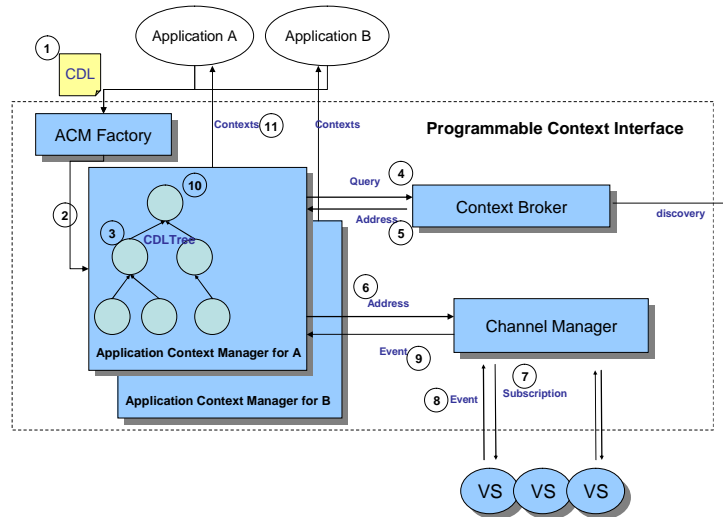 1
Application A
Application B
CDL
ACM Factory
Contexts
11
Contexts
Programmable Context Interface
10
4
Query
Context Broker
2
3
CDLTree
Address
5
discovery
6
Address
Channel Manager
Application Context Manager for A
Event
9
7
8
Event
Subscription
Application Context Manager for B
VS
VS
VS